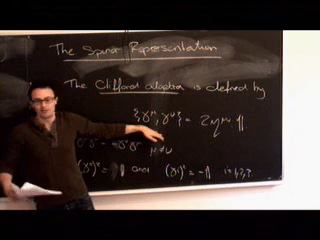 The Spinor Representation
The Clifford algebra is defined by
{γ^μ, γ^ν} = 2η^{μν} 1
γ^μγ^ν = -γ^νγ^μ μ≠ν
(γ^0)² = 1 and (γ^i)² = -1 i=1,2,3